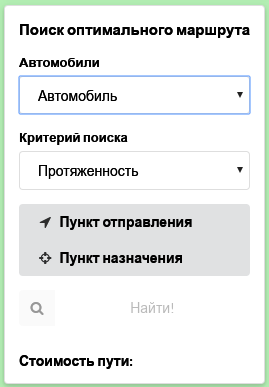 Поиск оптимального маршрута
Автомобили
Автомобиль
Критерий поиска
Протяженность
Пункт отправления
Пункт назначения
Найти!
Стоимость пути: